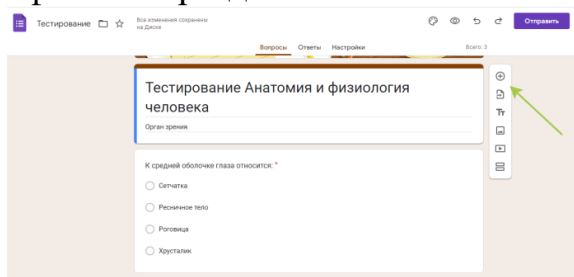 Тестирование
Все изменения сохранены
на Диске
Отправить
Вопросы Ответы Настройки
Всего: 3
Тестирование Анатомия и физиология
человека
Орган зрения
Тт
К средней оболочке глаза относится: *
Сетчатка
Ресничное тело
Роговица
Хрусталик